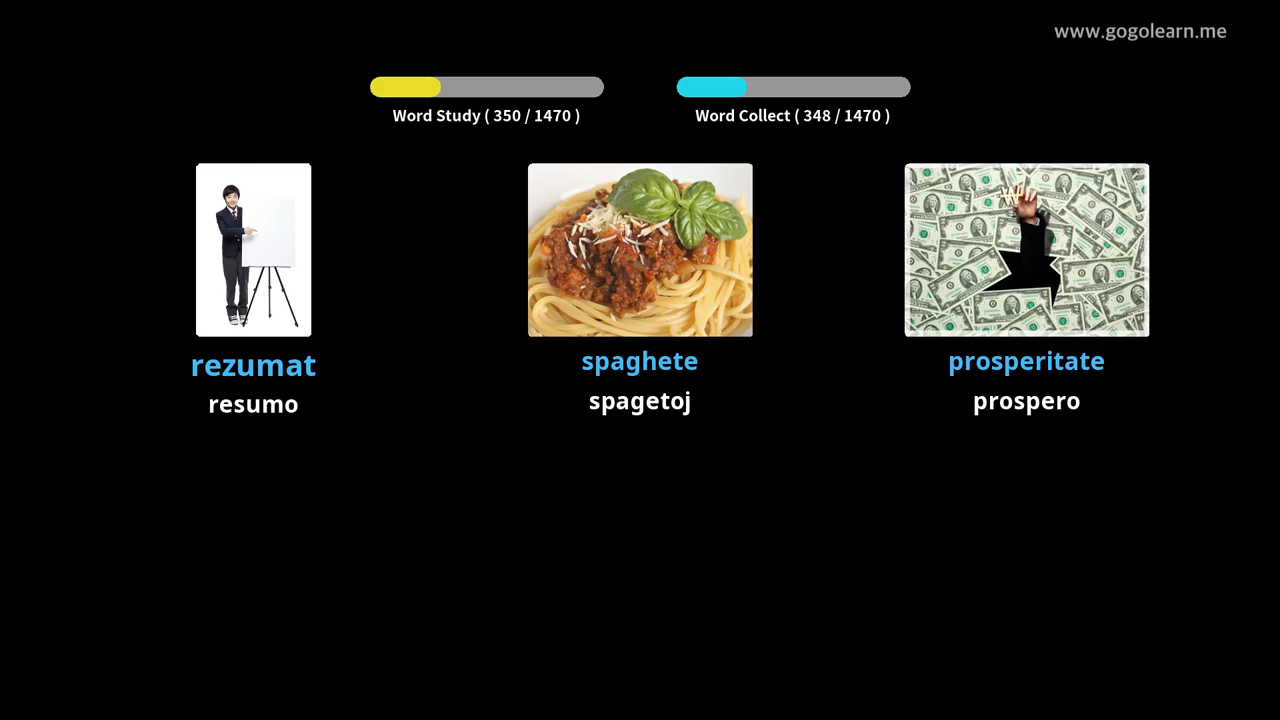 www.gogolearn.me
Word Study ( 350 / 1470 )
Word Collect ( 348 / 1470 )
rezumat
resumo
spaghete
spagetoj
prosperitate
prospero